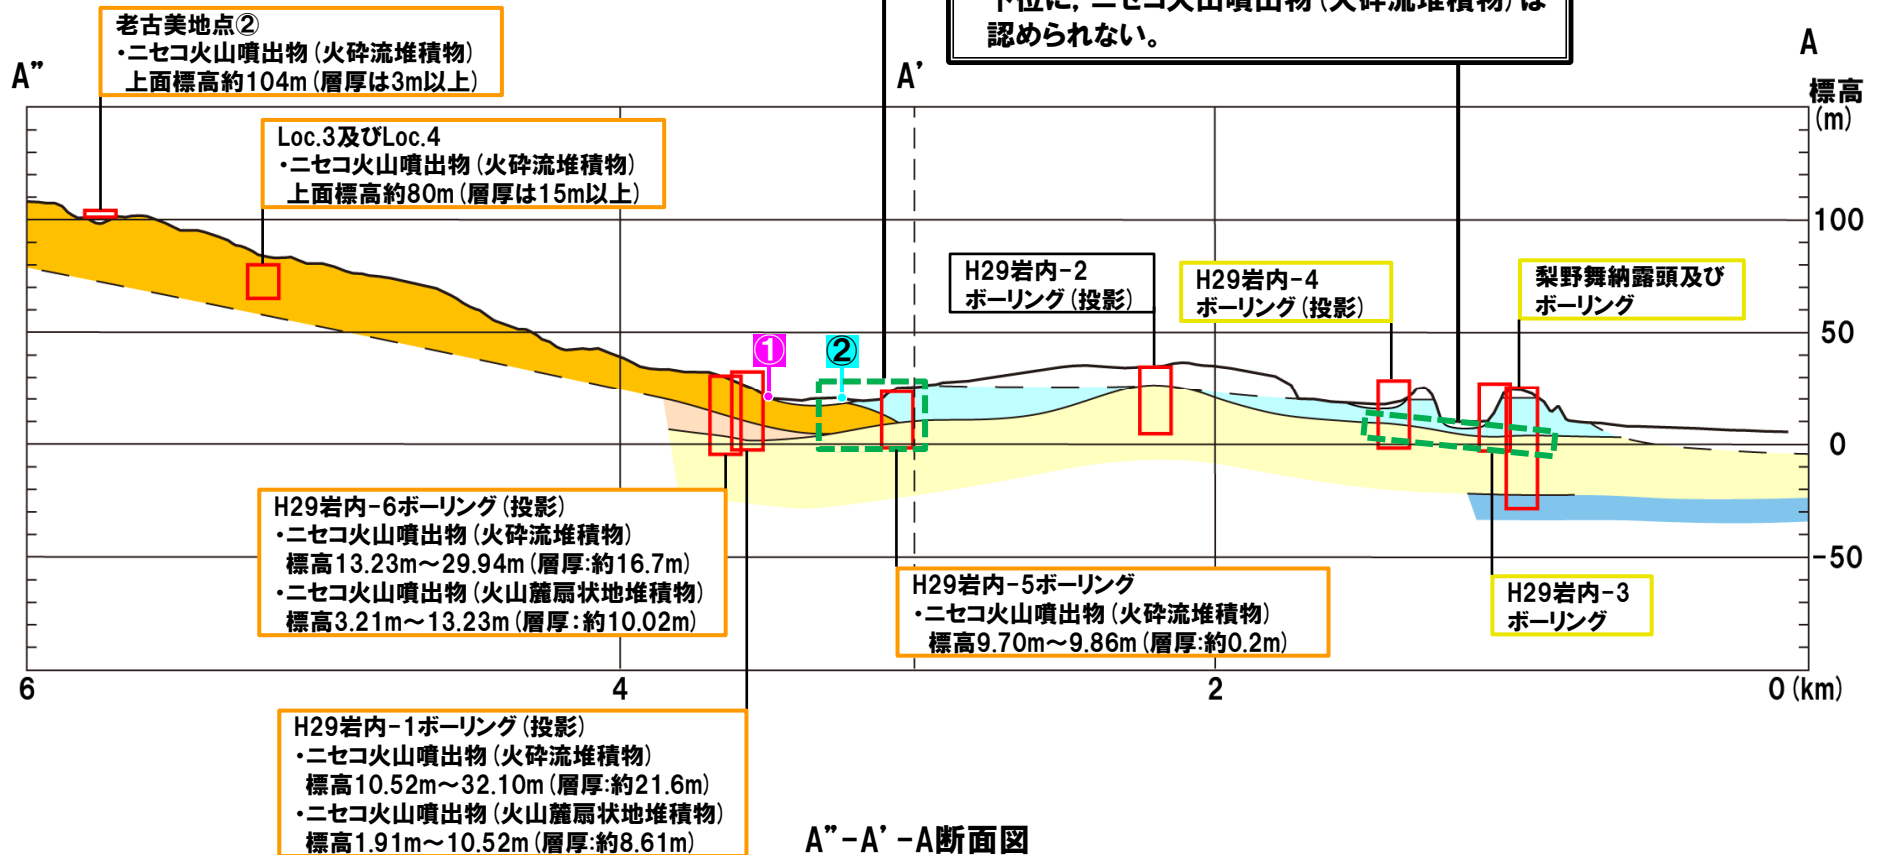 下位に，ニセコ火山噴出物（火砕流堆積物）は
認められない。
老古美地点②
・ニセコ火山噴出物（火砕流堆積物）
上面標高約104m（層厚は3m以上）
A”
A’
A
標高
(m)
Loc.3及びLoc.4
・ニセコ火山噴出物（火砕流堆積物）
上面標高約80m（層厚は15m以上）
100
H29岩内-2
ボーリング（投影）
H29岩内-4
ボーリング（投影）
梨野舞納露頭及び
ボーリング
50
①
②
0
H29岩内-6ボーリング（投影）
・ニセコ火山噴出物（火砕流堆積物）
標高13.23m～29.94m（層厚:約16.7m）
・ニセコ火山噴出物（火山麓扇状地堆積物）
標高3.21m～13.23m（層厚：約10.02m）
-50
H29岩内-5ボーリング
・ニセコ火山噴出物（火砕流堆積物）
標高9.70m～9.86m（層厚:約0.2m）
H29岩内-3
ボーリング
6
4
2
0（km）
H29岩内-1ボーリング（投影）
・ニセコ火山噴出物（火砕流堆積物）
標高10.52m～32.10m（層厚:約21.6m）
・ニセコ火山噴出物（火山麓扇状地堆積物）
標高1.91m～10.52m（層厚:約8.61m）
A”-A’-A断面図